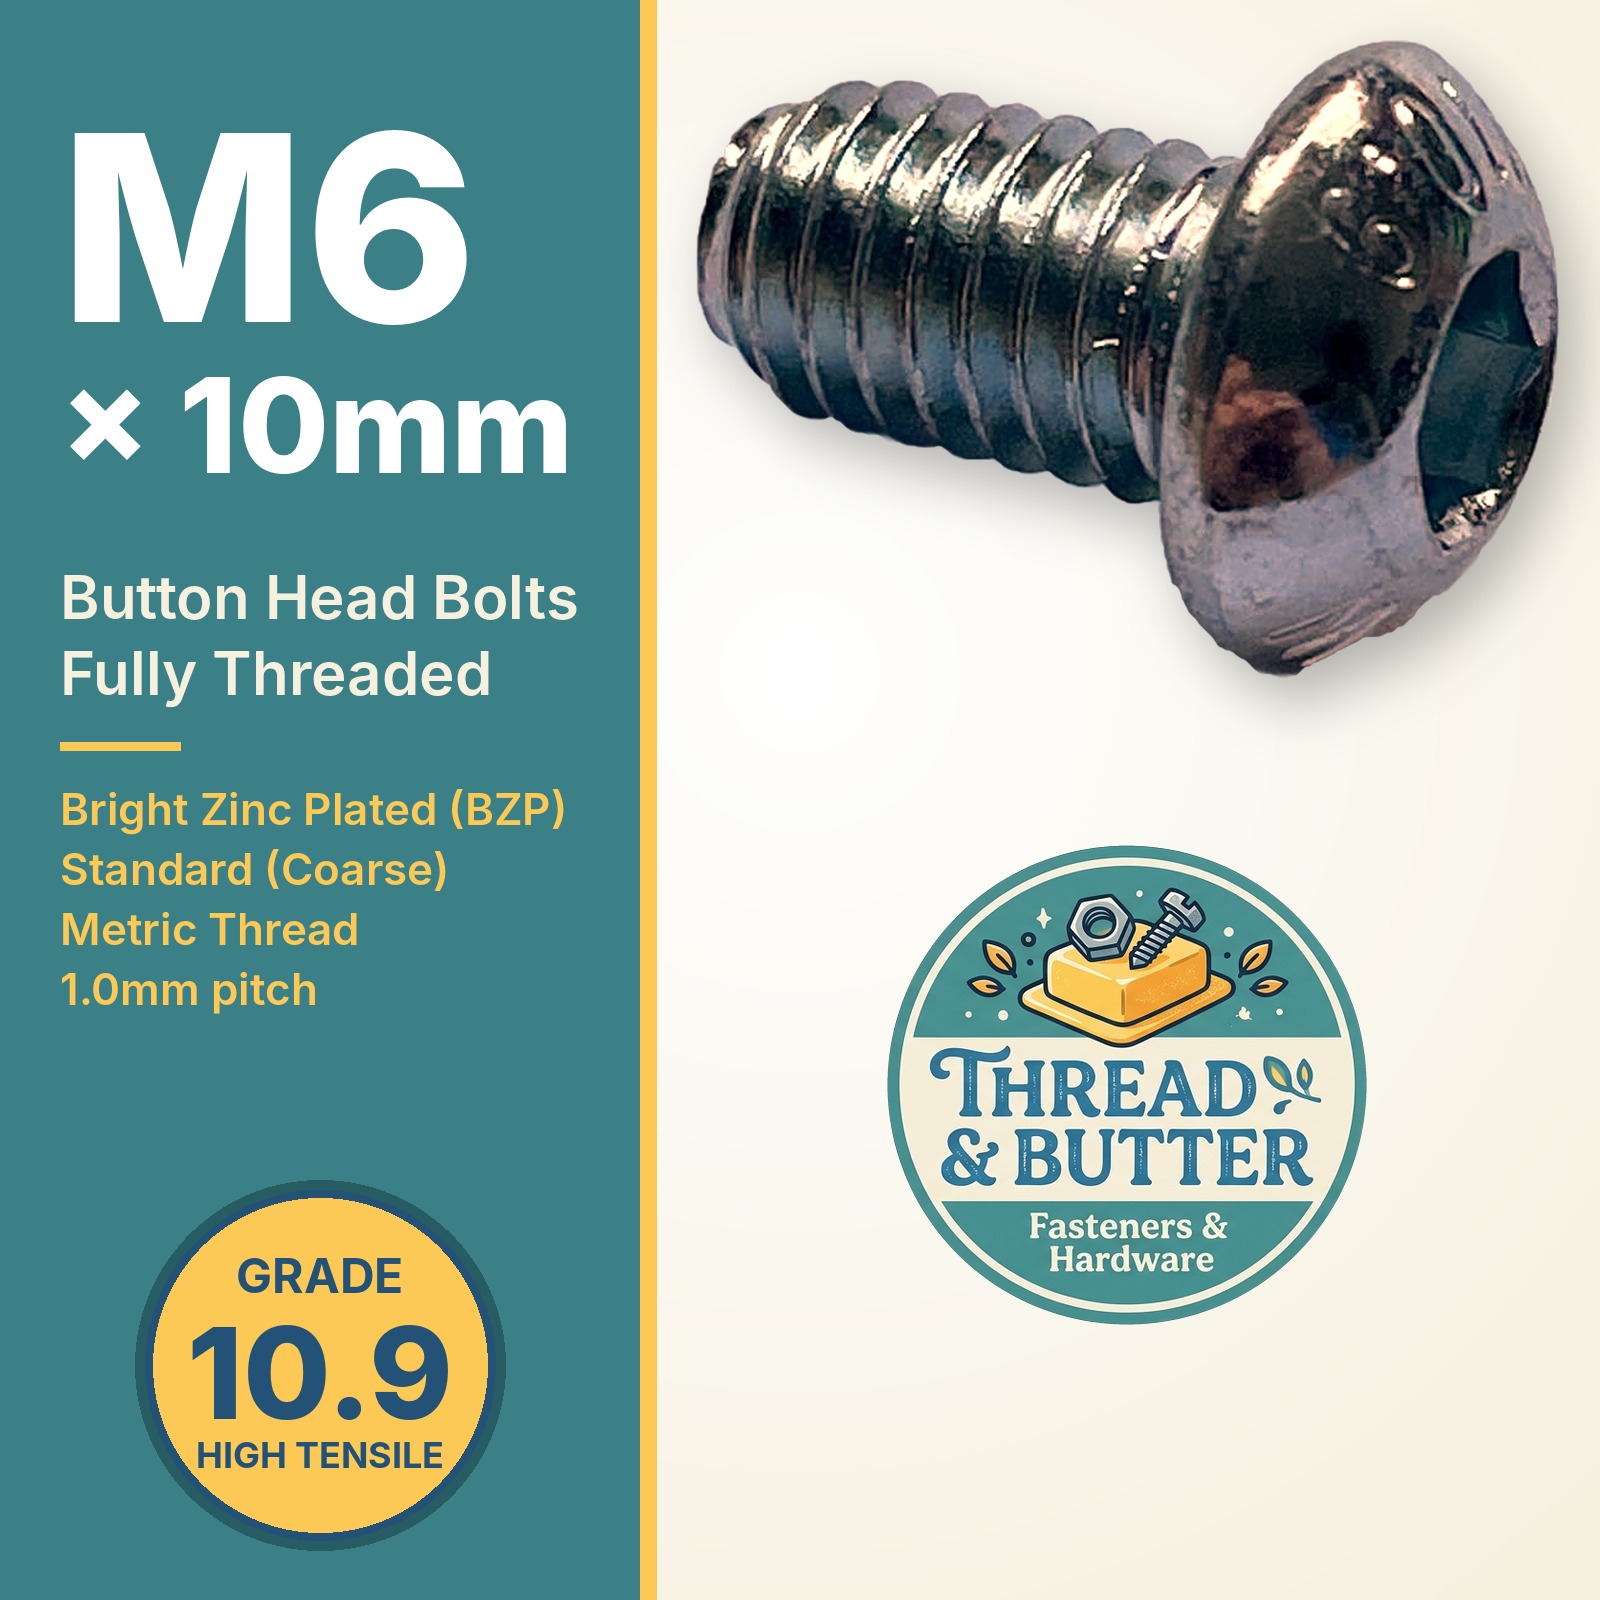 M6
× 10mm
Button Head Bolts
Fully Threaded
Bright Zinc Plated (BZP)
Standard (Coarse)
Metric Thread
1.0mm pitch
GRADE
10.9
HIGH TENSILE
THREAD
& BUTTER
Fasteners &
Hardware